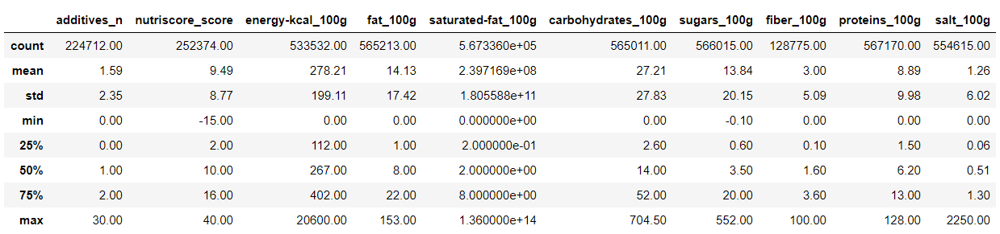 additives_n nutriscore_score energy-kcal_100g fat_100g saturated-fat_100g carbohydrates_100g sugars_100g fiber_100g proteins_100g salt_100g
count 224712.00 252374.00 533532.00 565213.00 5.673360e+05 565011.00 566015.00 128775.00 567170.00 554615.00
mean 1.59 9.49 278.21 14.13 2.397169e+08 27.21 13.84 3.00 8.89 1.26
std 2.35 8.77 199.11 17.42 1.805588e+11 27.83 20.15 5.09 9.98 6.02
min 0.00 -15.00 0.00 0.00 0.000000e+00 0.00 -0.10 0.00 0.00 0.00
25% 0.00 2.00 112.00 1.00 2.000000e-01 2.60 0.60 0.10 1.50 0.06
50% 1.00 10.00 267.00 8.00 2.000000e+00 14.00 3.50 1.60 6.20 0.51
75% 2.00 16.00 402.00 22.00 8.000000e+00 52.00 20.00 3.60 13.00 1.30
max 30.00 40.00 20600.00 153.00 1.360000e+14 704.50 552.00 100.00 128.00 2250.00